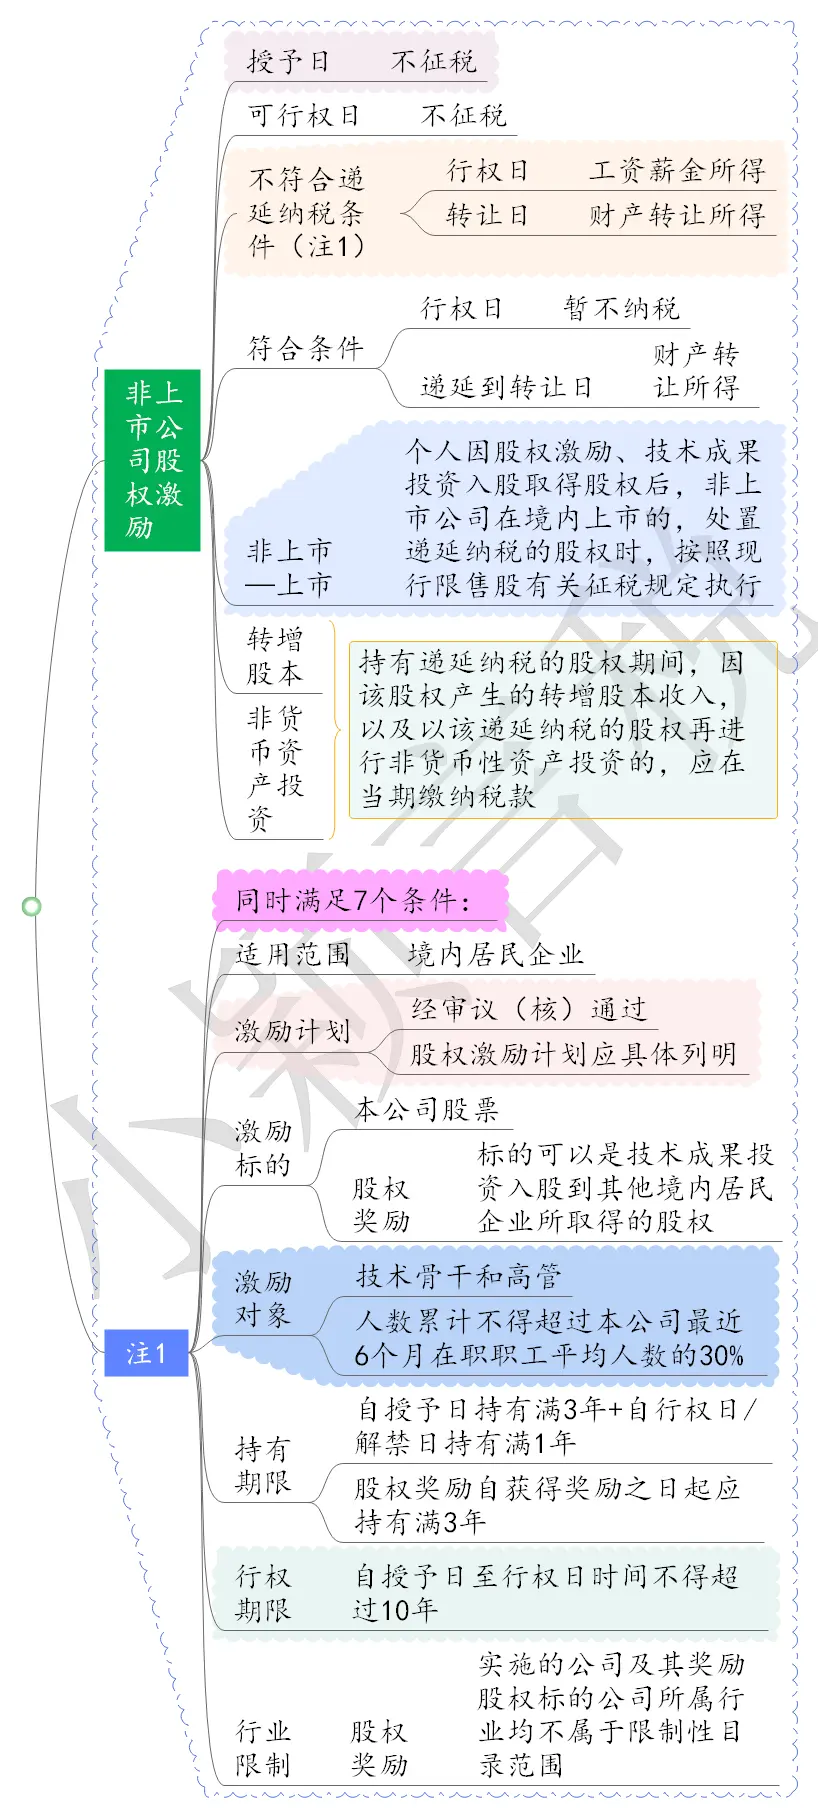 授予日 不征税
可行权日 不征税
不符合递
延纳税条
件（注1）
行权日 工资薪金所得
转让日 财产转让所得
符合条件
行权日 暂不纳税
递延到转让日
财产转
让所得
非上
市公
司股
权激
励
非上市
—上市
个人因股权激励、技术成果
投资入股取得股权后，非上
市公司在境内上市的，处置
递延纳税的股权时，按照现
行限售股有关征税规定执行
转增
股本
非货
币资
产投
资
持有递延纳税的股权期间，因
该股权产生的转增股本收入，
以及以该递延纳税的股权再进
行非货币性资产投资的，应在
当期缴纳税款
注1
同时满足7个条件：
适用范围 境内居民企业
激励计划
经审议（核）通过
股权激励计划应具体列明
激励
标的
本公司股票
股权
奖励
标的可以是技术成果投
资入股到其他境内居民
企业所取得的股权
激励
对象
技术骨干和高管
人数累计不得超过本公司最近
6个月在职职工平均人数的30%
持有
期限
自授予日持有满3年+自行权日/
解禁日持有满1年
股权奖励自获得奖励之日起应
持有满3年
行权
期限
自授予日至行权日时间不得超
过10年
行业
限制
股权
奖励
实施的公司及其奖励
股权标的公司所属行
业均不属于限制性目
录范围
小颖言税